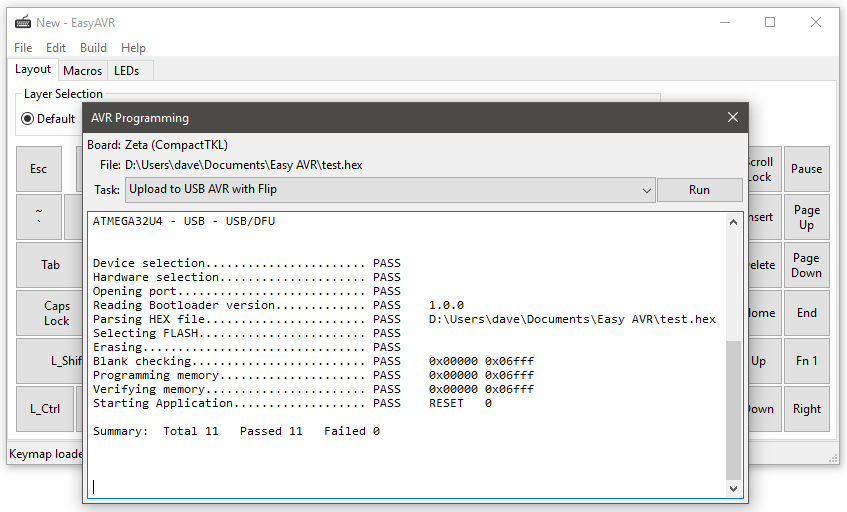 New - EasyAVR
File Edit Build Help
Layout Macros LEDs
Layer Selection
Default
AVR Programming
Board: Zeta (CompactTKL)
File: D:\Users\dave\Documents\Easy AVR\test.hex
Task: Upload to USB AVR with Flip Run
ATMEGA32U4 - USB - USB/DFU
Device selection....................... PASS
Hardware selection..................... PASS
Opening port........................... PASS
Reading Bootloader version............. PASS 1.0.0
Parsing HEX file....................... PASS D:\Users\dave\Documents\Easy AVR\test.hex
Selecting FLASH........................ PASS
Erasing................................ PASS
Blank checking......................... PASS 0x00000 0x06fff
Programming memory..................... PASS 0x00000 0x06fff
Verifying memory....................... PASS 0x00000 0x06fff
Starting Application................... PASS RESET 0
Summary: Total 11 Passed 11 Failed 0
Esc
~
`
Tab
Caps
Lock
L_Shif
L_Ctrl
croll
Lock
Pause
nsert
Page
Up
elete
Page
Down
ome
End
Up
Fn 1
own
Right
Keymap loade